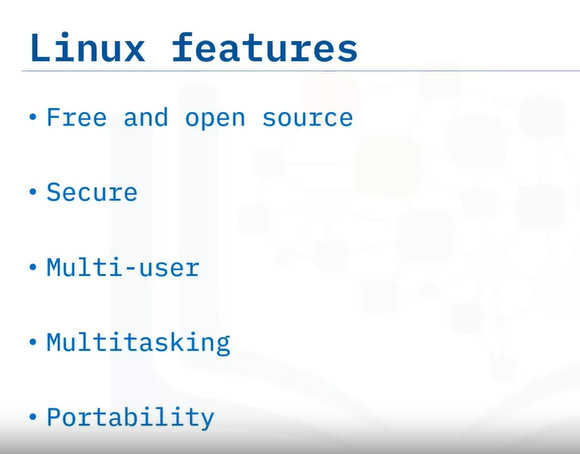 Linux features
• Free and open source
• Secure
• Multi-user
• Multitasking
• Portability